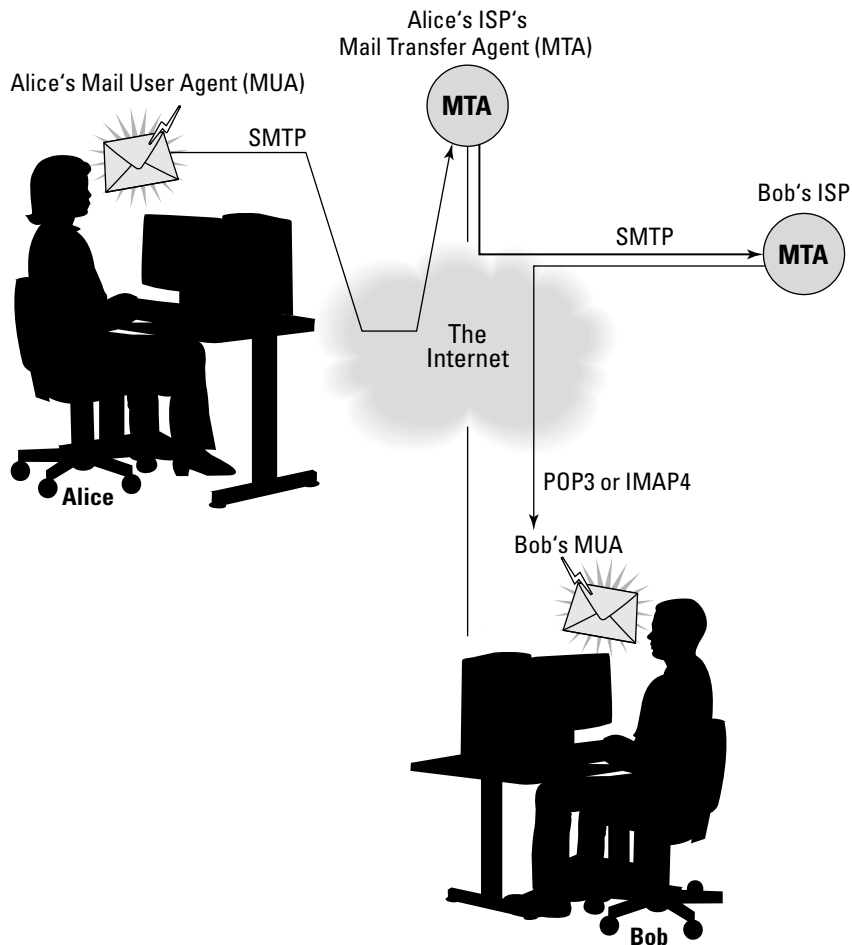 Alice's ISP's
Mail Transfer Agent (MTA)
Alice‘s Mail User Agent (MUA)
MTA
SMTP
Bob‘s ISP
SMTP
MTA
The
Internet
POP3 or IMAP4
Alice
Bob‘s MUA
Bob